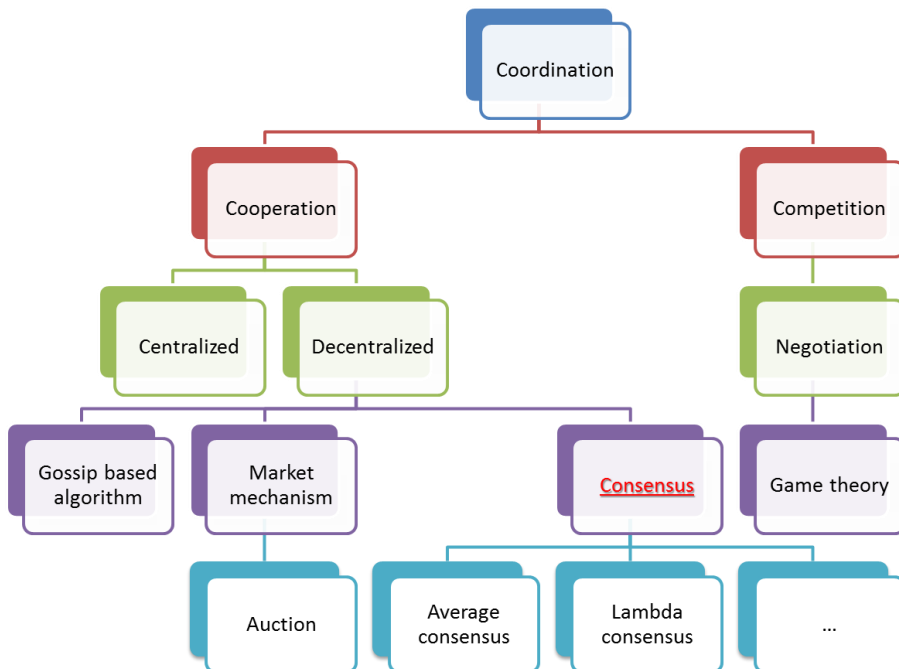 Coordination
Cooperation
Competition
Centralized
Decentralized
Negotiation
Gossip based
algorithm
Market
mechanism
Consensus
Game theory
Auction
Average
consensus
Lambda
consensus
...